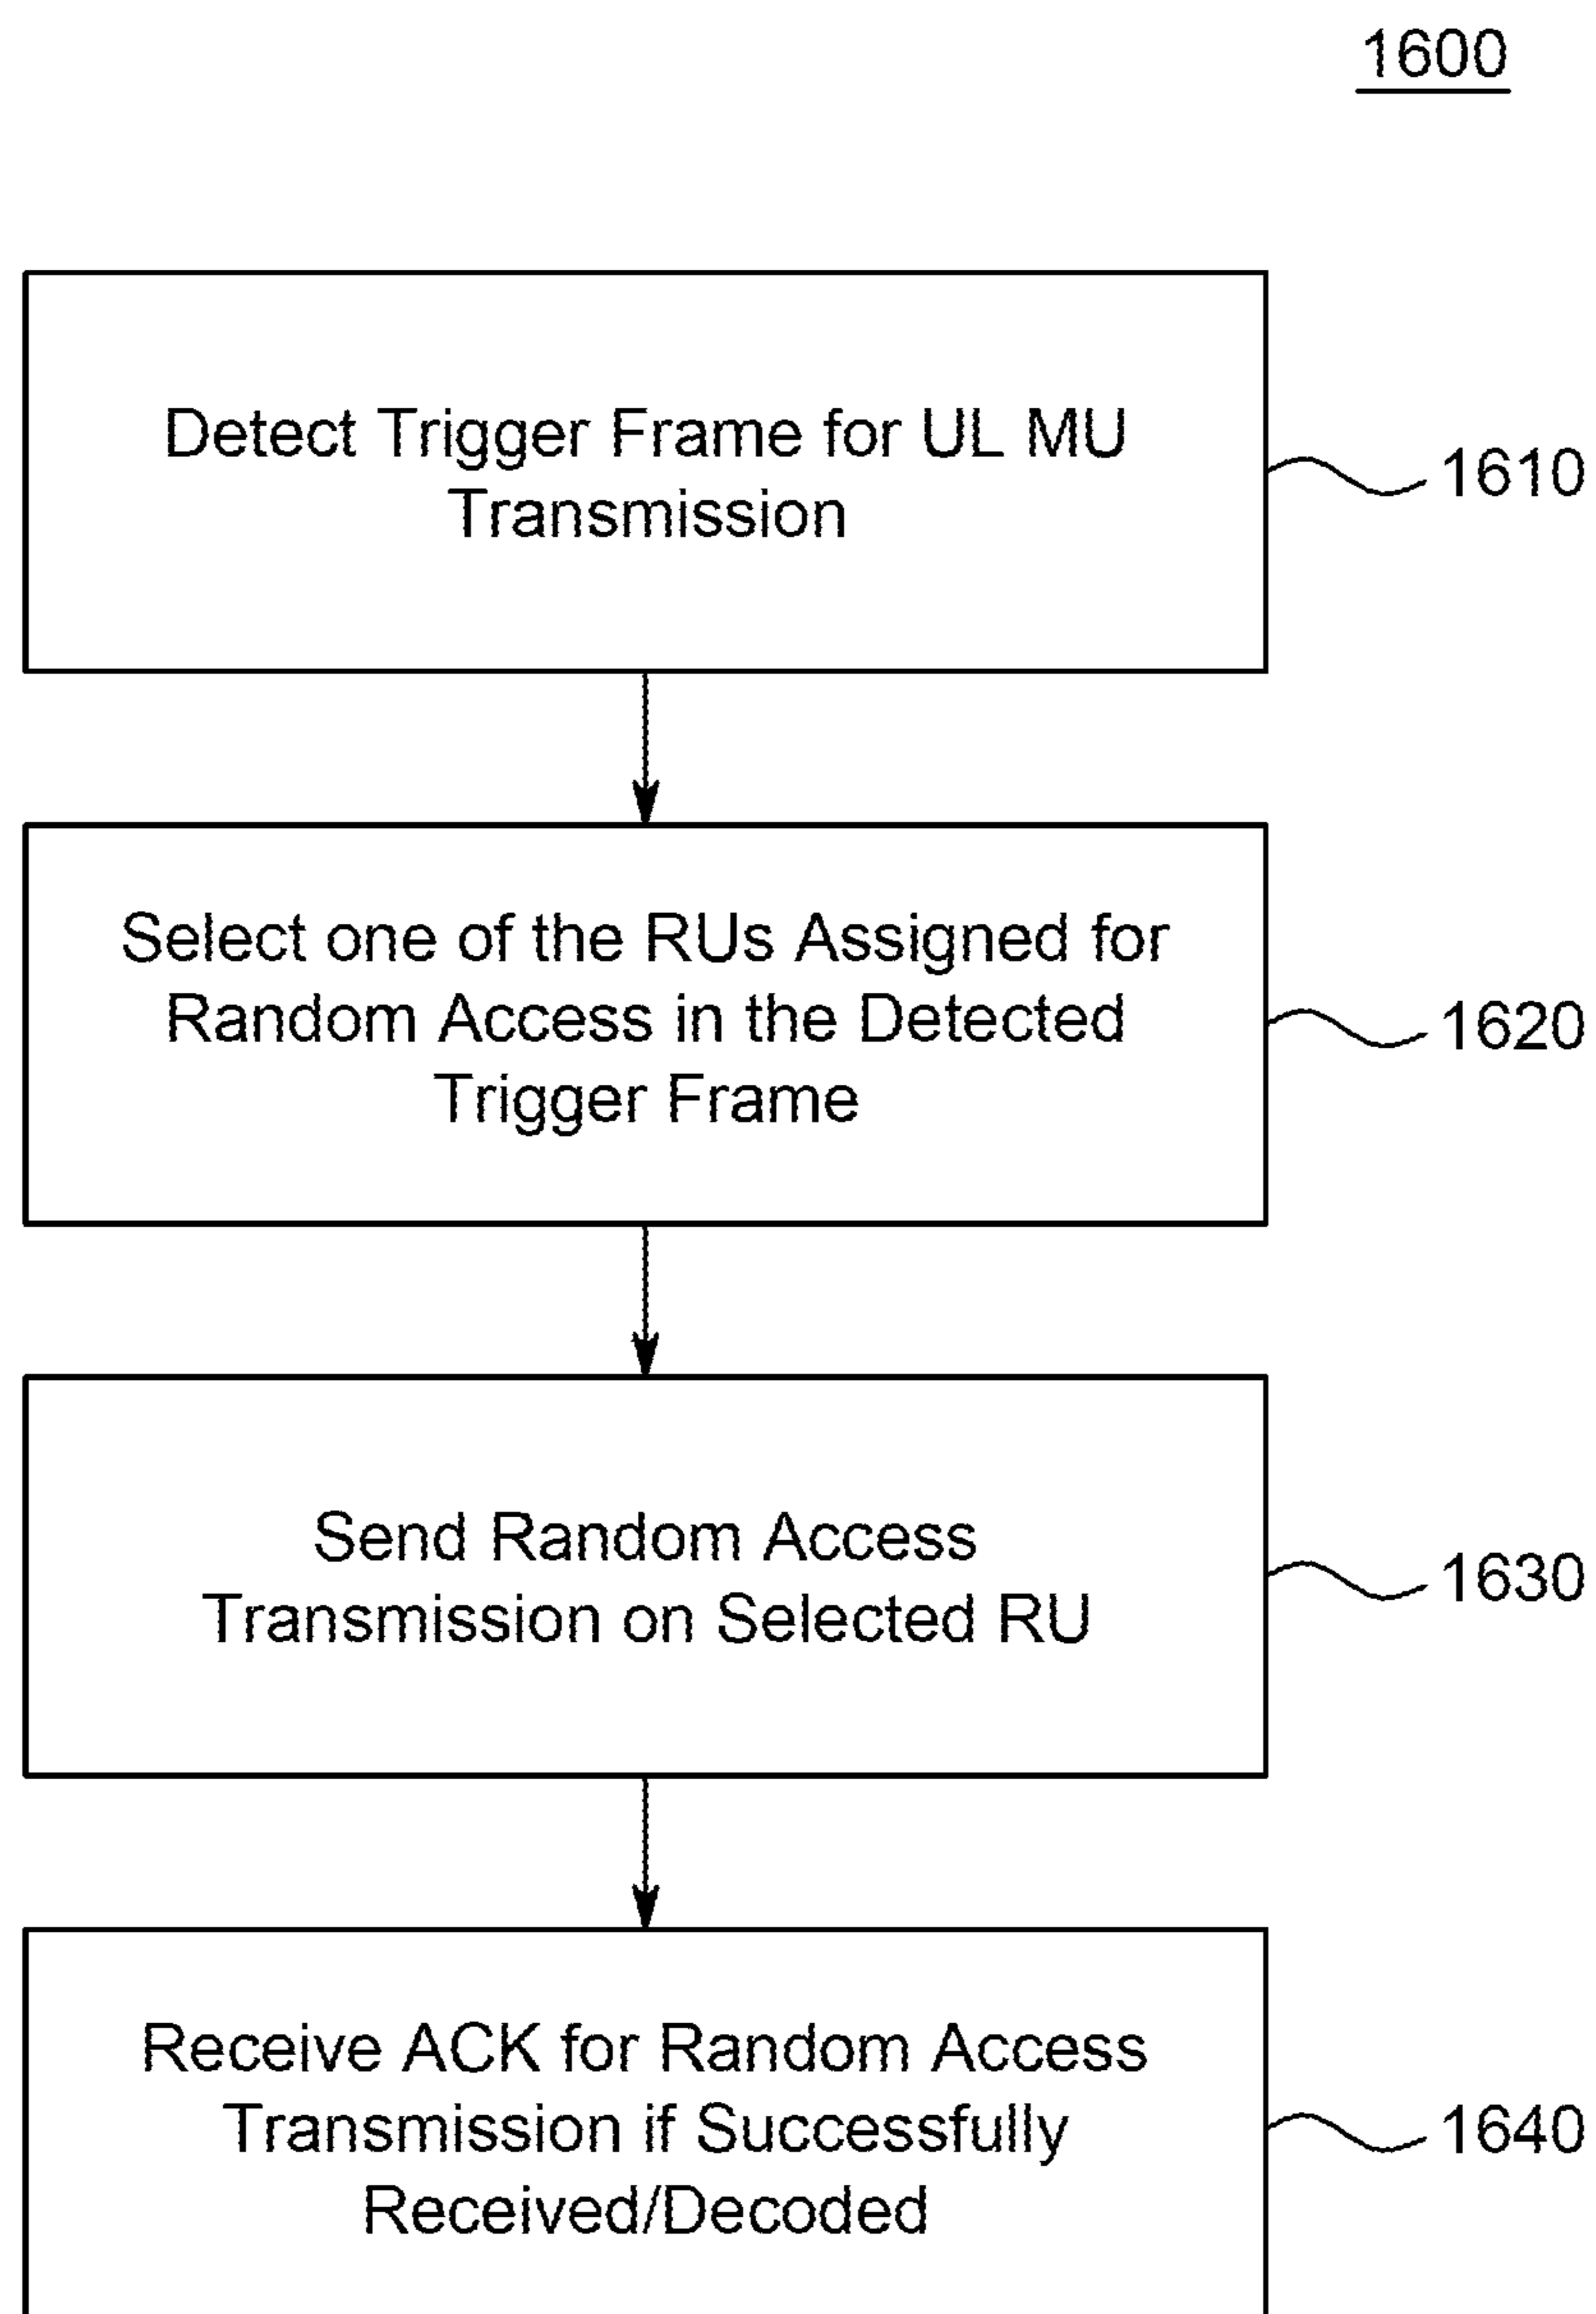 1600
Detect Trigger Frame for UL MU
Transmission
1610
Select one of the RUs Assigned for
Random Access in the Detected
Trigger Frame
1620
Send Random Access
Transmission on Selected RU
1630
Receive ACK for Random Access
Transmission if Successfully
Received/Decoded
1640